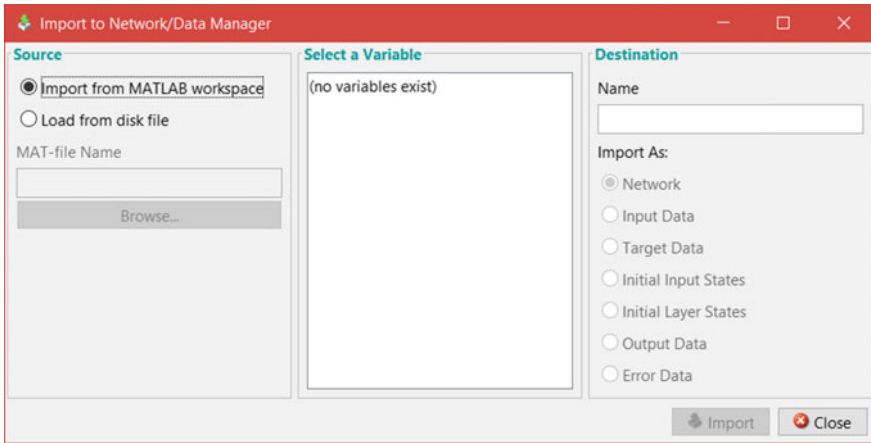 Import to Network/Data Manager
Source
Import from MATLAB workspace
Load from disk file
MAT-file Name
Browse...
Select a Variable
(no variables exist)
Destination
Name
Import As:
Network
Input Data
Target Data
Initial Input States
Initial Layer States
Output Data
Error Data
Import
Close